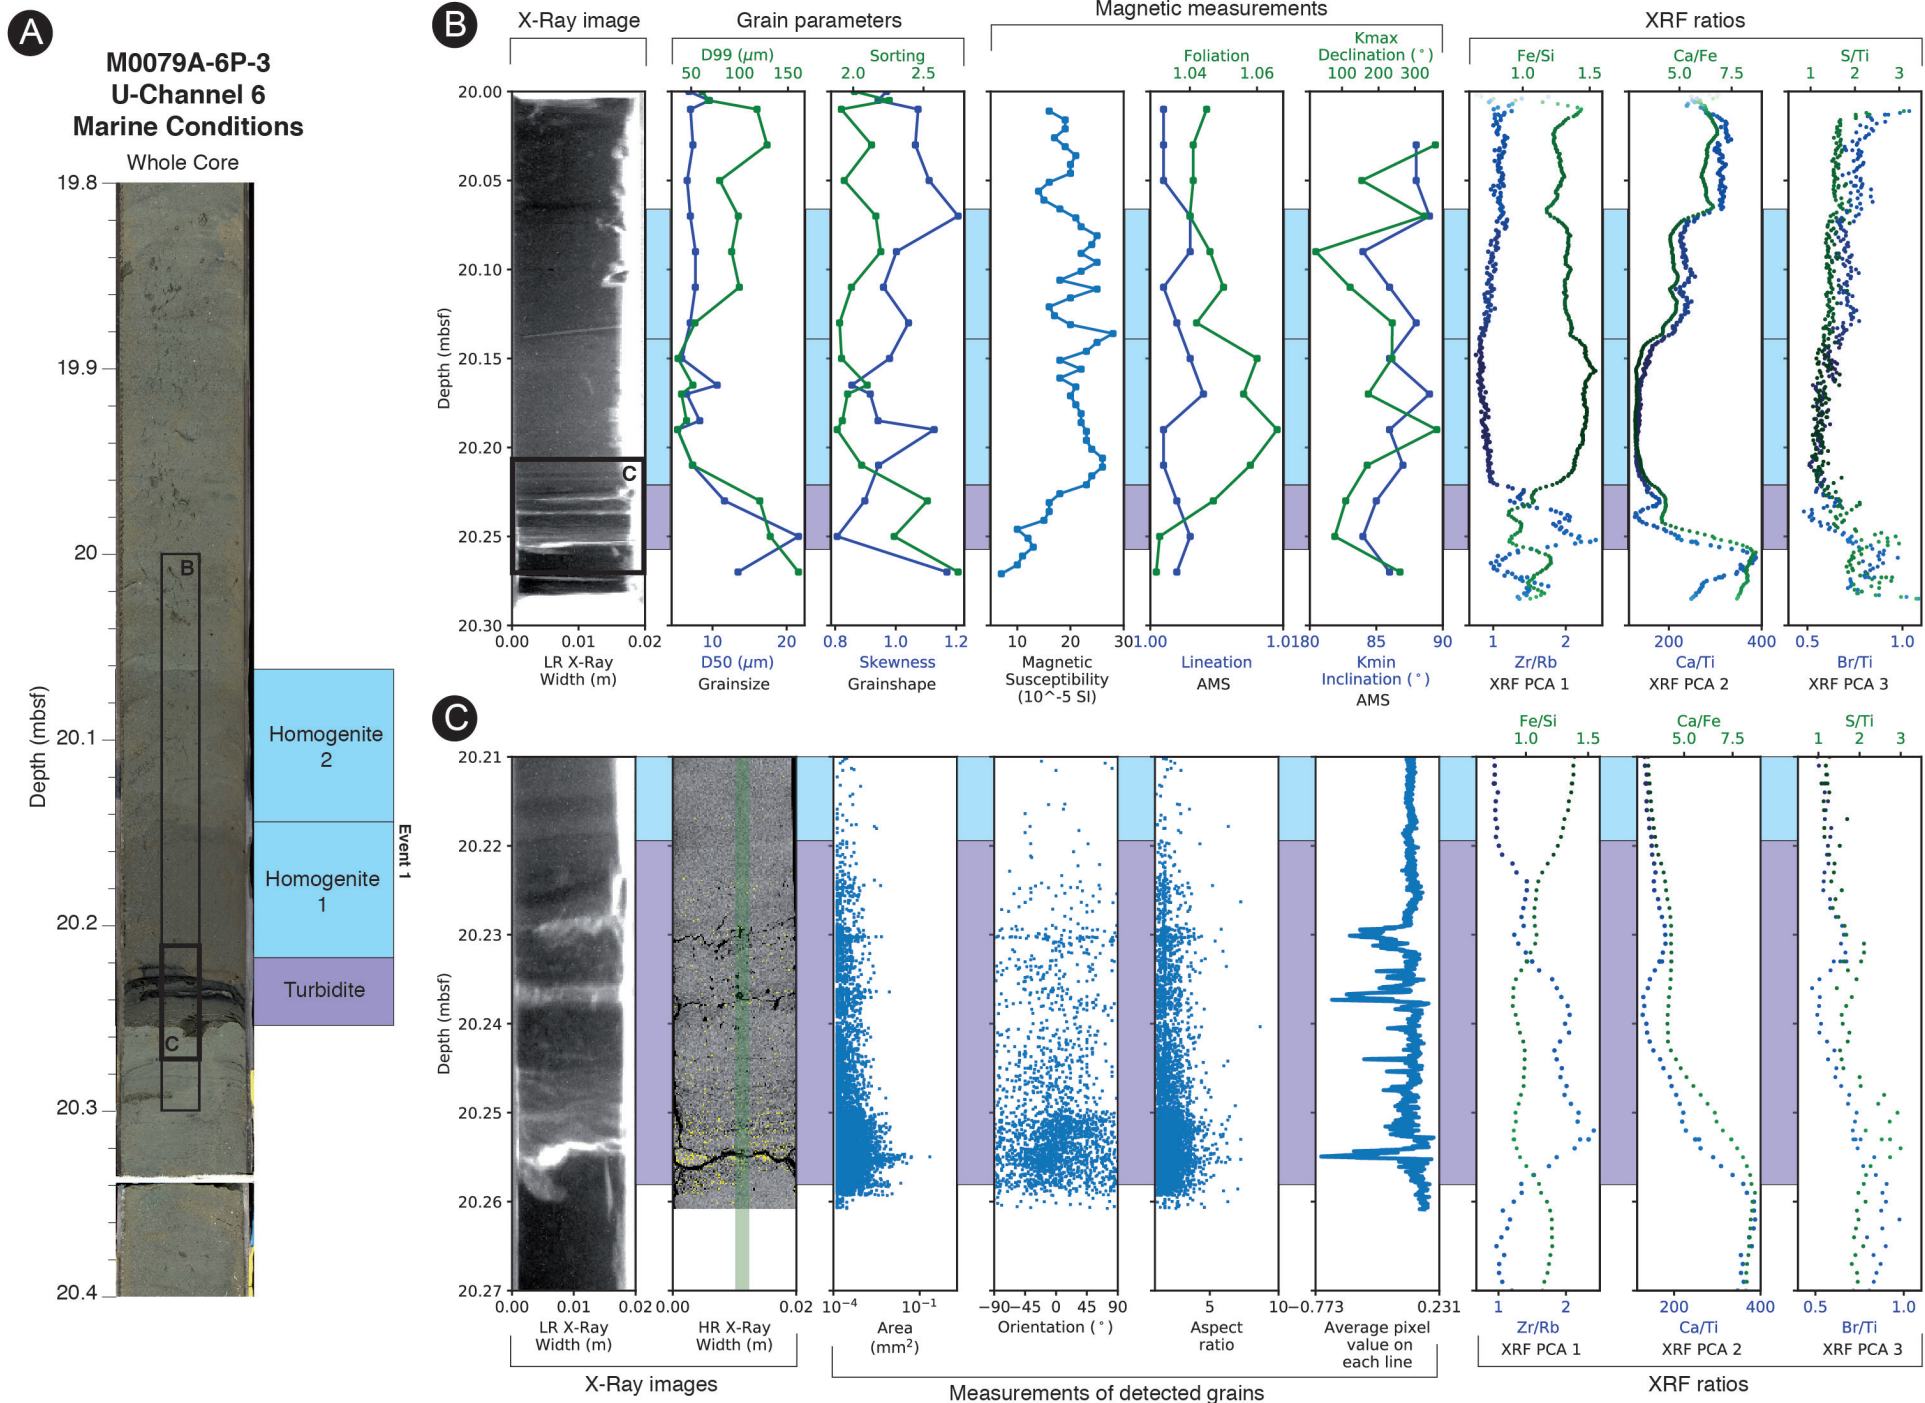 A
M0079A-6P-3
U-Channel 6
Marine Conditions
Whole Core
19.8
19.9
20
20.1
20.2
20.3
20.4
Depth (mbsf)
B
C
Homogenite
2
Homogenite
1
Turbidite
Event 1
B
X-Ray image
Grain parameters
Magnetic measurements
XRF ratios
D99 (µm)
50 100 150
Sorting
2.0 2.5
Foliation
1.04 1.06
Kmax
Declination (°)
100 200 300
Fe/Si
1.0 1.5
Ca/Fe
5.0 7.5
S/Ti
1 2 3
20.00
20.05
20.10
20.15
20.20
20.25
20.30
Depth (mbsf)
C
0.00 0.01 0.02
LR X-Ray
Width (m)
10 20
D50 (µm)
Grainsize
0.8 1.0 1.2
Skewness
Grainshape
10 20 30
Magnetic
Susceptibility
(10^-5 SI)
1.00 1.01
Lineation
AMS
180 85 90
Kmin
Inclination (°)
AMS
1 2
Zr/Rb
XRF PCA 1
200 400
Ca/Ti
XRF PCA 2
0.5 1.0
Br/Ti
XRF PCA 3
C
Fe/Si
1.0 1.5
Ca/Fe
5.0 7.5
S/Ti
1 2 3
20.21
20.22
20.23
20.24
20.25
20.26
20.27
Depth (mbsf)
0.00 0.01 0.02
LR X-Ray
Width (m)
0.00 0.02
HR X-Ray
Width (m)
10−4 10−1
Area
(mm2)
−90−45 0 45 90
Orientation (°)
5 10
Aspect
ratio
−0.773 0.231
Average pixel
value on
each line
1 2
Zr/Rb
XRF PCA 1
200 400
Ca/Ti
XRF PCA 2
0.5 1.0
Br/Ti
XRF PCA 3
X-Ray images
Measurements of detected grains
XRF ratios